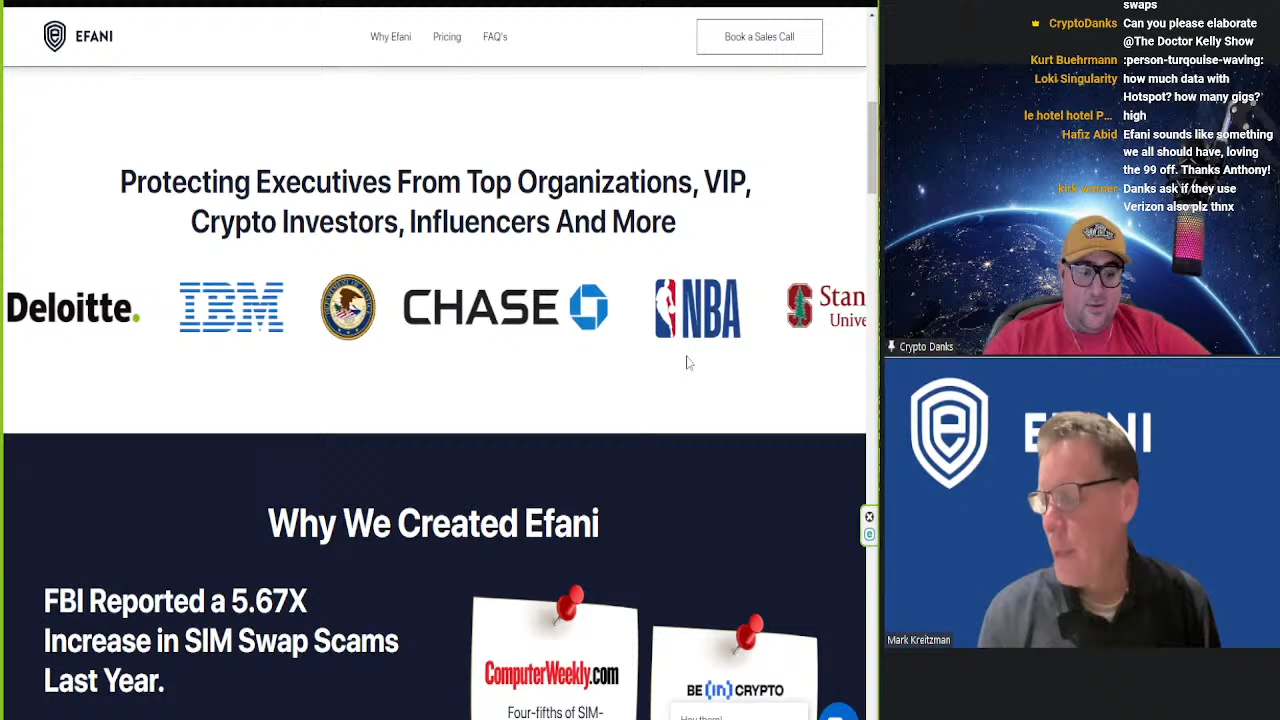 EFANI
Why Efani
Pricing
FAQ's
Book a Sales Call
Protecting Executives From Top Organizations, VIP,
Crypto Investors, Influencers And More
Deloitte.
IBM
CHASE
NBA
Stan
Unive
Why We Created Efani
FBI Reported a 5.67X
Increase in SIM Swap Scams
Last Year.
ComputerWeekly.com
Four-fifths of SIM-
BE [in] CRYPTO
Hey there!
swaps
CryptoDanks Can you please elaborate
@The Doctor Kelly Show
Kurt Buehrmann :person-turqoulse-waving:
Loki Singularity how much data with
Hotspot? how many gigs?
le hotel hotel P... high
Hafiz Abid Efani sounds like something
we all should have, loving
the 99 off. Thanks Anthony!
kirk warner Danks ask if they use
Verizon also plz thnx
Crypto Danks
EFANI
Mark Kreitzman